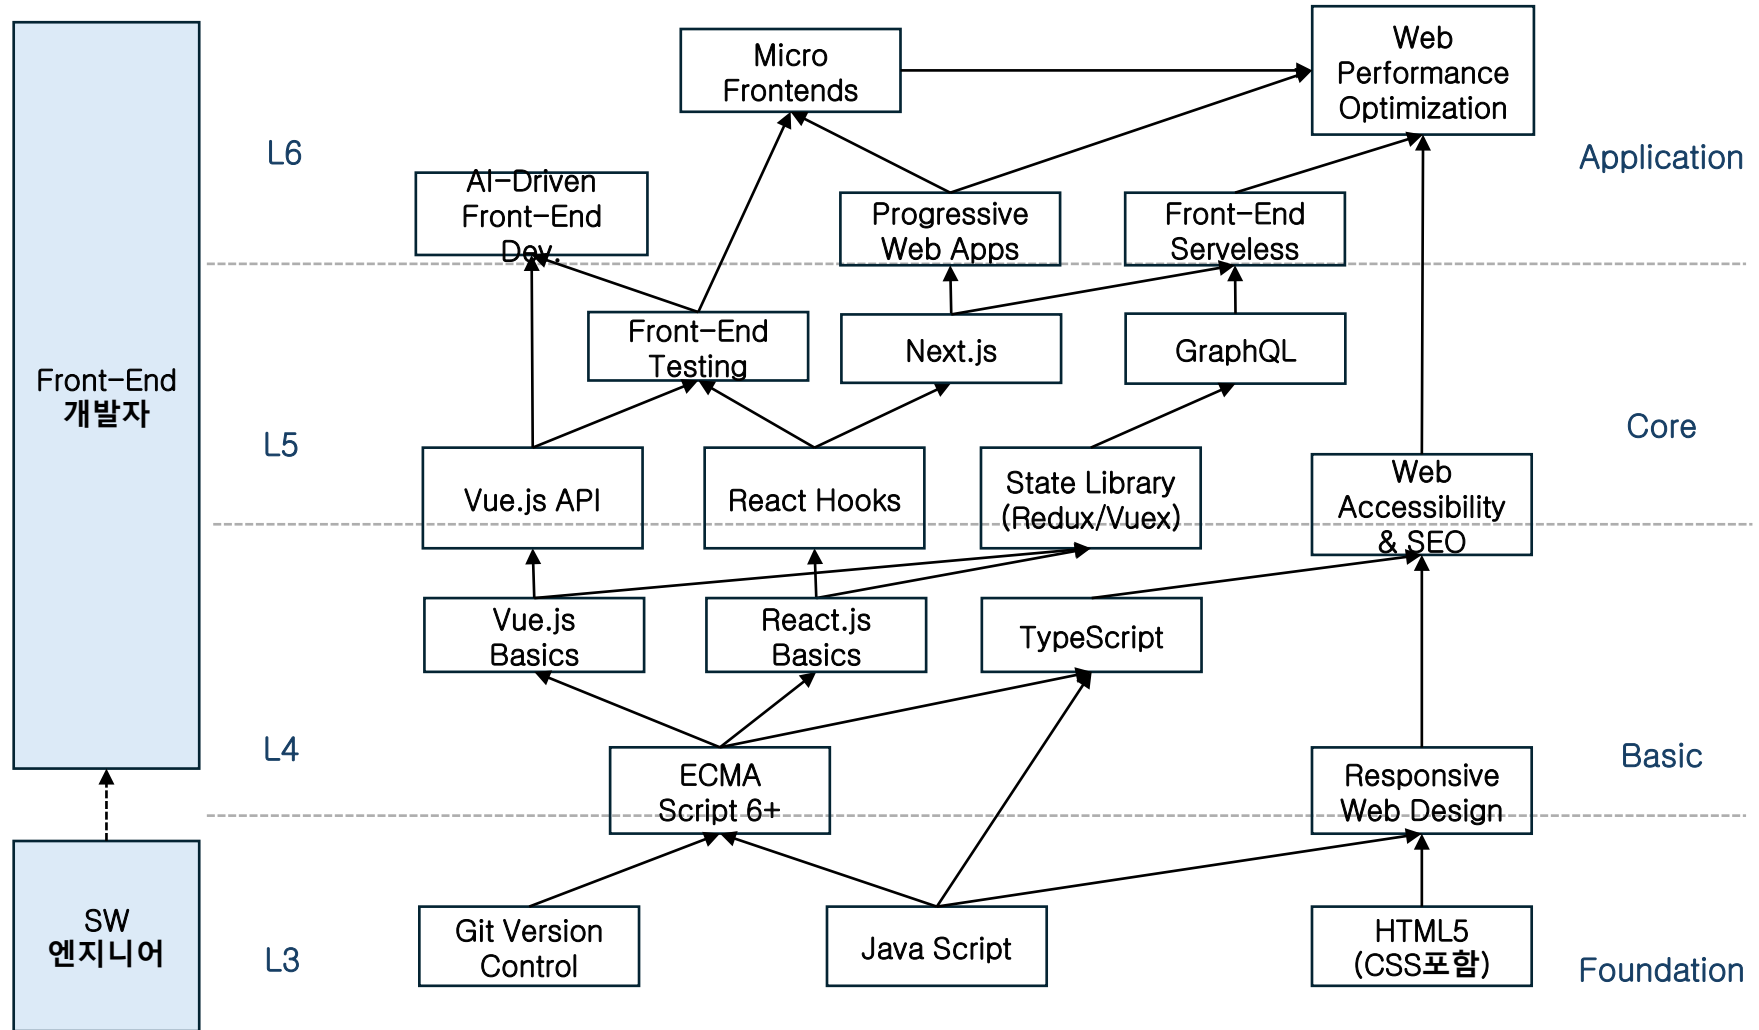 Micro
Frontends
Web
Performance
Optimization
L6
Application
AI-Driven
Front-End
Dev.
Progressive
Web Apps
Front-End
Serveless
Front-End
개발자
Front-End
Testing
Next.js
GraphQL
L5
Core
Vue.js API
React Hooks
State Library
(Redux/Vuex)
Web
Accessibility
& SEO
Vue.js
Basics
React.js
Basics
TypeScript
L4
Basic
ECMA
Script 6+
Responsive
Web Design
SW
엔지니어
L3
Foundation
Git Version
Control
Java Script
HTML5
(CSS포함)